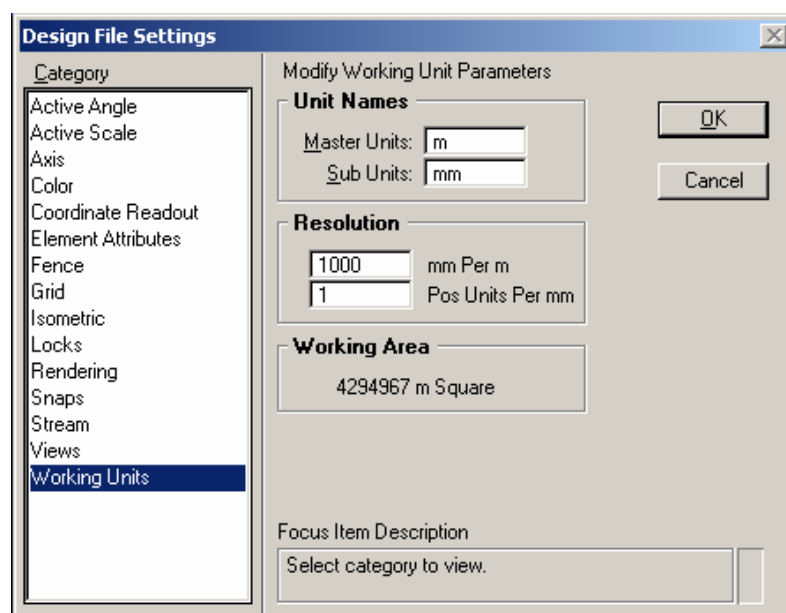 Design File Settings
Category
Active Angle
Active Scale
Axis
Color
Coordinate Readout
Element Attributes
Fence
Grid
Isometric
Locks
Rendering
Snaps
Stream
Views
Working Units
Modify Working Unit Parameters
Unit Names
Master Units: m
Sub Units: mm
Resolution
1000 mm Per m
1 Pos Units Per mm
Working Area
4294967 m Square
OK
Cancel
Focus Item Description
Select category to view.